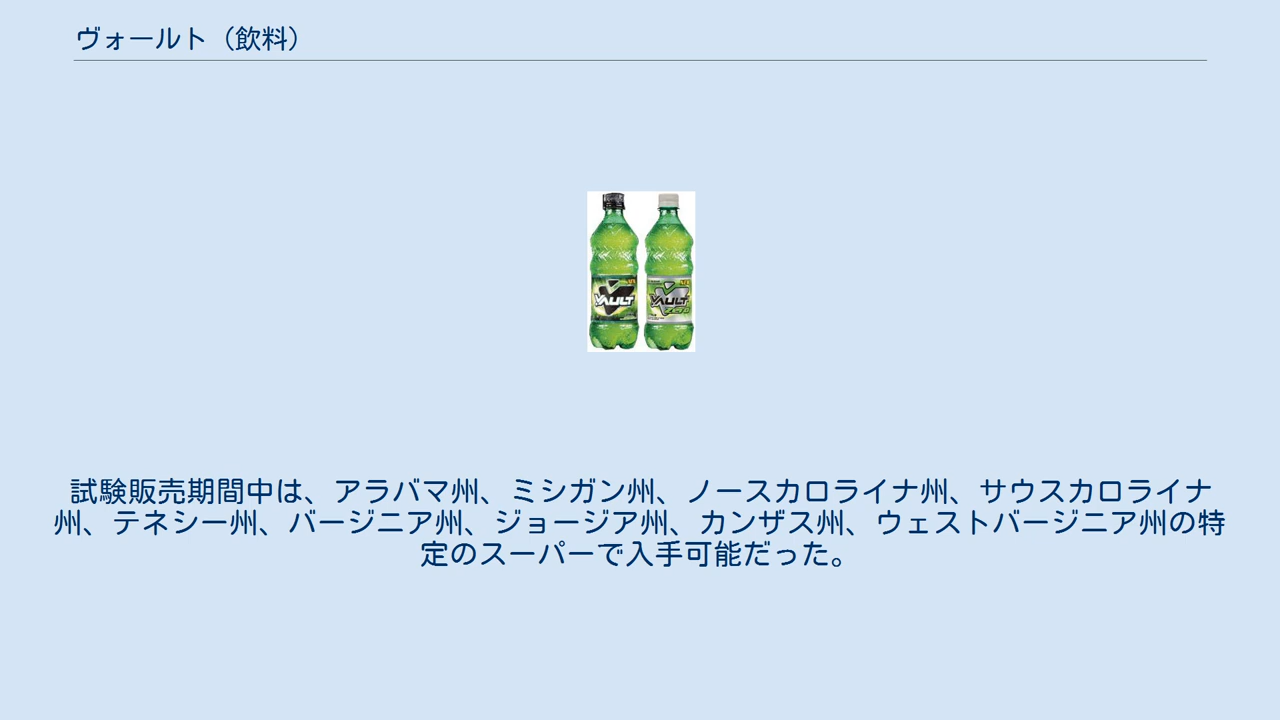 ヴォールト（飲料）
VAULT
VAULT
ZERO
試験販売期間中は、アラバマ州、ミシガン州、ノースカロライナ州、サウスカロライナ
州、テネシー州、バージニア州、ジョージア州、カンザス州、ウェストバージニア州の特
定のスーパーで入手可能だった。